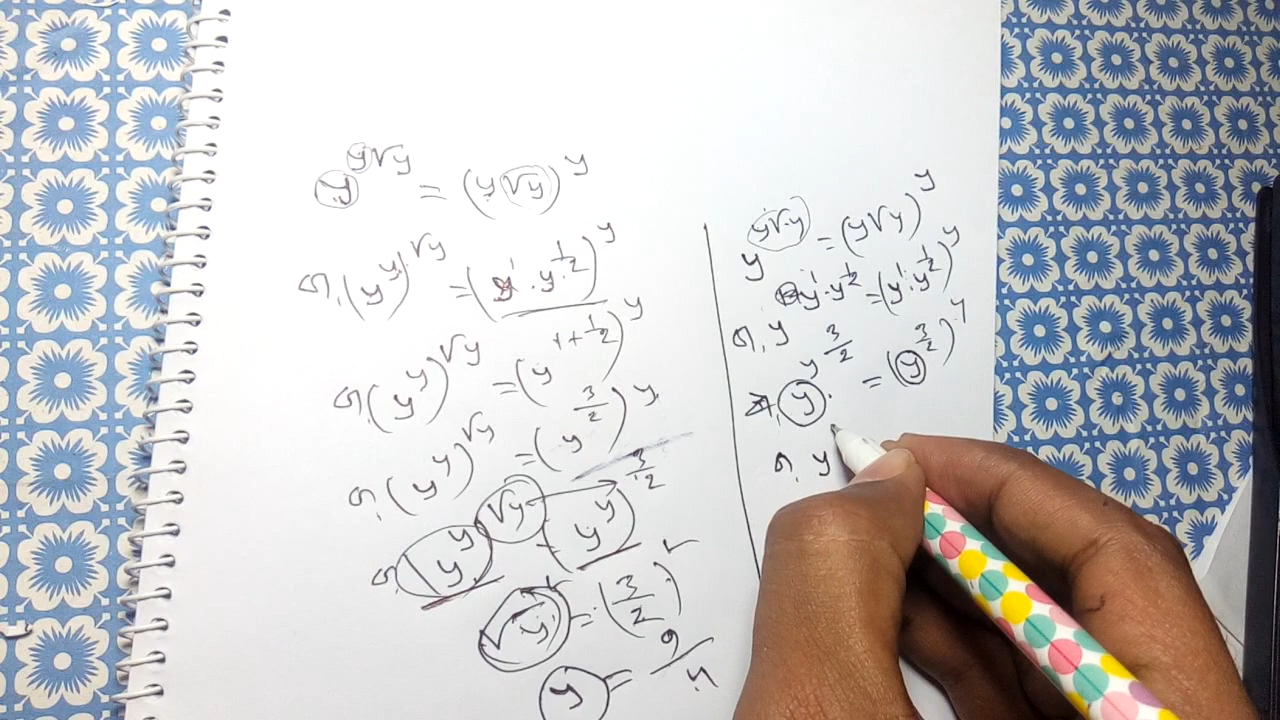 y^{y√y} = (y√y)^y
বা, (y^y)^{√y} = (y^1 · y^{1/2})^y
বা, (y^y)^{√y} = (y^{1+1/2})^y
বা, (y^y)^{√y} = (y^{3/2})^y
বা, (y^y)^{√y} = (y^y)^{3/2}
(√y)^2 = (3/2)^2
y = 9/4
y^{y√y} = (y√y)^y
বা, y^{y^1·y^{1/2}} = (y^1·y^{1/2})^y
বা, y^{y^{3/2}} = (y^{3/2})^y
বা, y